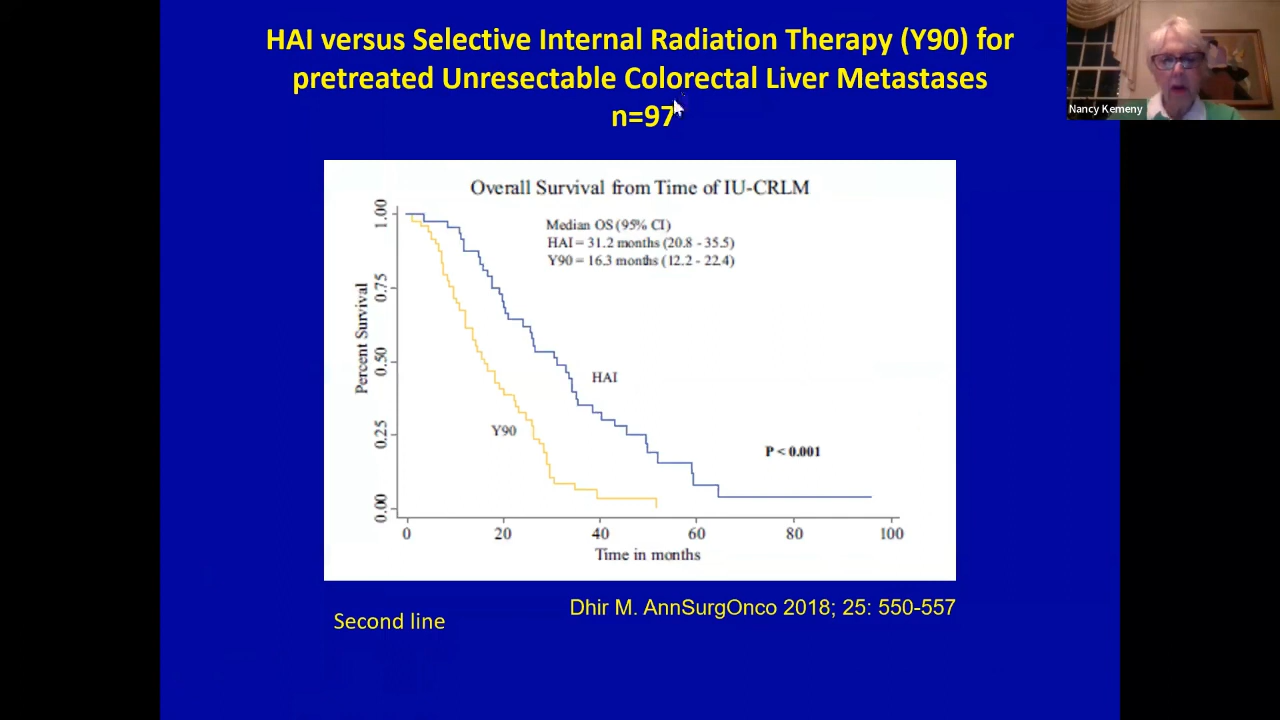 HAI versus Selective Internal Radiation Therapy (Y90) for
pretreated Unresectable Colorectal Liver Metastases
n=97
Nancy Kemeny
Overall Survival from Time of IU-CRLM
Median OS (95% CI)
HAI = 31.2 months (20.8 - 35.5)
Y90 = 16.3 months (12.2 - 22.4)
Percent Survival
1.00
0.75
0.50
0.25
0.00
HAI
Y90
P < 0.001
0 20 40 60 80 100
Time in months
Dhir M. AnnSurgOnco 2018; 25: 550-557
Second line